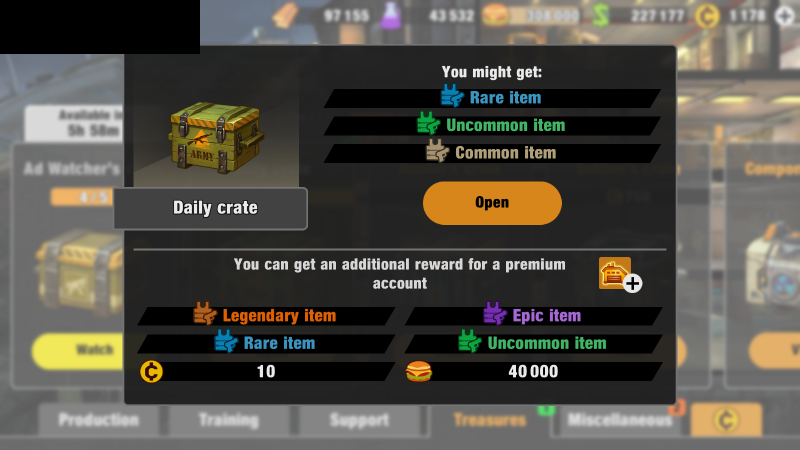 97 155 43 532 398 000 227 177 1 178
You might get:
Rare item
Uncommon item
Common item
ARMY
Daily crate
Open
Available in
5h 58m
Ad Watcher's
4/5
Watch
You can get an additional reward for a premium
account
Legendary item Epic item
Rare item Uncommon item
10 40 000
Production Training Support Treasures Miscellaneous